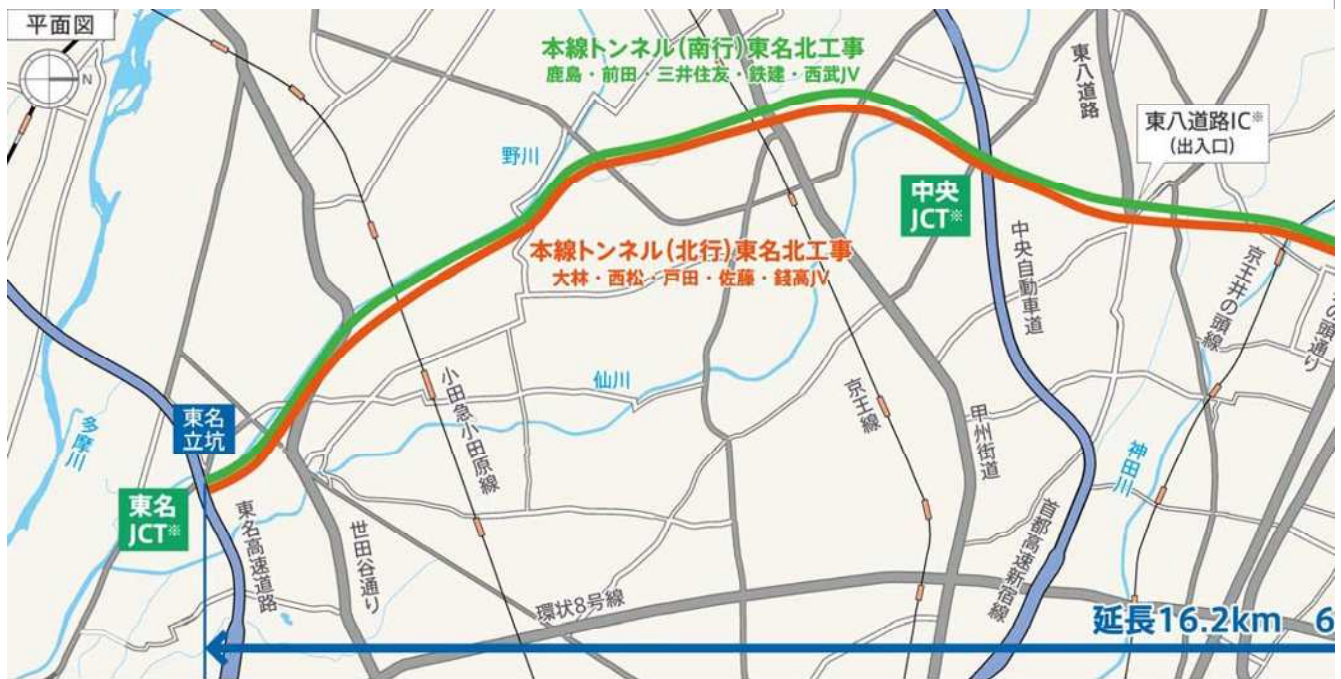 平面図
N
本線トンネル(南行)東名北工事
鹿島・前田・三井住友・鉄建・西武JV
東八道路
東八道路IC※
(出入口)
野川
中央
JCT※
本線トンネル(北行)東名北工事
大林・西松・戸田・佐藤・錢高JV
中央自動車道
京王井の頭線
の頭通り
仙川
小田急小田原線
京王線
甲州街道
神田川
多摩川
東名
立坑
東名
JCT※
東名高速道路
世田谷通り
環状8号線
首都高速新宿線
延長16.2km
6